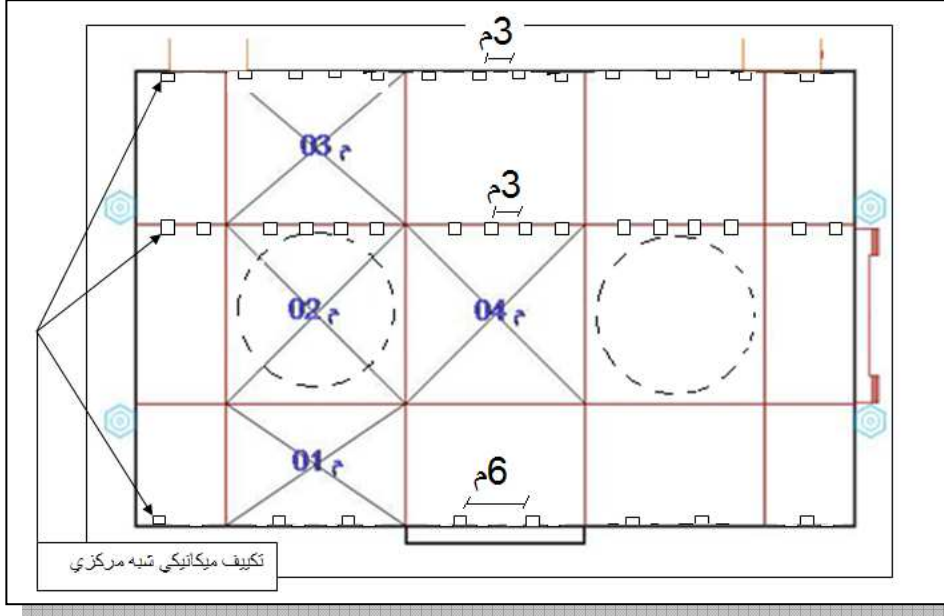 3م
م 03
3م
م 02
م 04
م 01
6م
تكييف ميكانيكي شبه مركزي